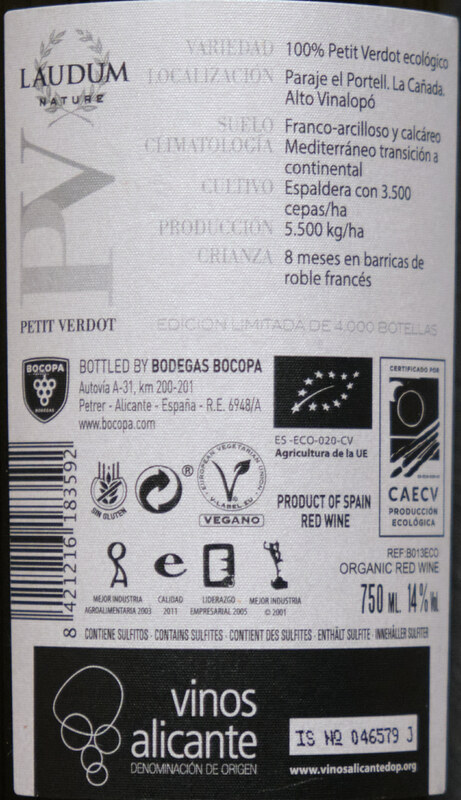 LAUDUM
NATURE
PV
PETIT VERDOT
VARIEDAD 100% Petit Verdot ecológico
LOCALIZACIÓN Paraje el Portell. La Cañada.
Alto Vinalopó
SUELO Franco-arcilloso y calcáreo
CLIMATOLOGÍA Mediterráneo transición a
continental
CULTIVO Espaldera con 3.500
cepas/ha
PRODUCCIÓN 5.500 kg/ha
CRIANZA 8 meses en barricas de
roble francés
EDICION LIMITADA DE 4.000 BOTELLAS
BOCOPA
BODEGAS
BOTTLED BY BODEGAS BOCOPA
Autovía A-31, km 200-201
Petrer - Alicante - España - R.E. 6948/A
www.bocopa.com
ES -ECO-020-CV
Agricultura de la UE
CERTIFICADO POR
CAECV
PRODUCCIÓN
ECOLÓGICA
8 421216 183592
SIN GLUTEN
®
EUROPEAN VEGETARIAN UNION
V-LABEL.EU
VEGANO
PRODUCT OF SPAIN
RED WINE
REF B013ECO
ORGANIC RED WINE
750 ML. 14% Vol.
MEJOR INDUSTRIA
AGROALIMENTARIA 2003
CALIDAD
2011
LIDERAZGO
EMPRESARIAL 2005
MEJOR INDUSTRIA
© 2001
CONTIENE SULFITOS · CONTAINS SULFITES · CONTIENT DES SULFITES · ENTHÄLT SULFITE · INNEHÅLLER SULFITER
vinos
alicante
DENOMINACIÓN DE ORIGEN
IS Nº 046579 J
www.vinosalicantedop.org